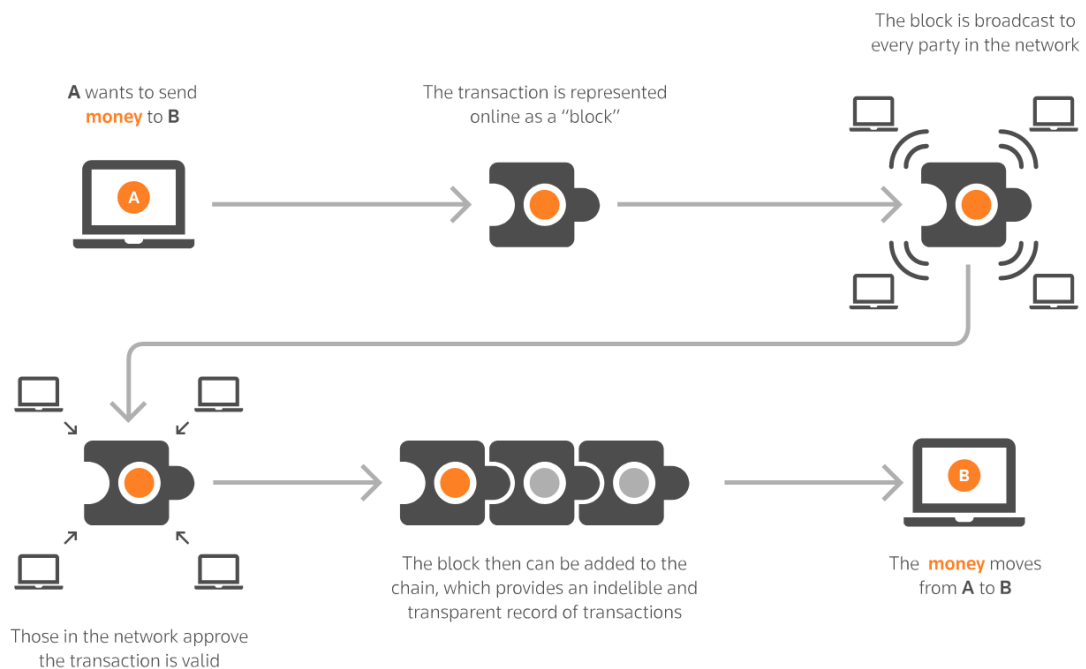 The block is broadcast to
every party in the network
A wants to send
money to B
The transaction is represented
online as a “block”
A
Those in the network approve
the transaction is valid
The block then can be added to the
chain, which provides an indelible and
transparent record of transactions
B
The money moves
from A to B